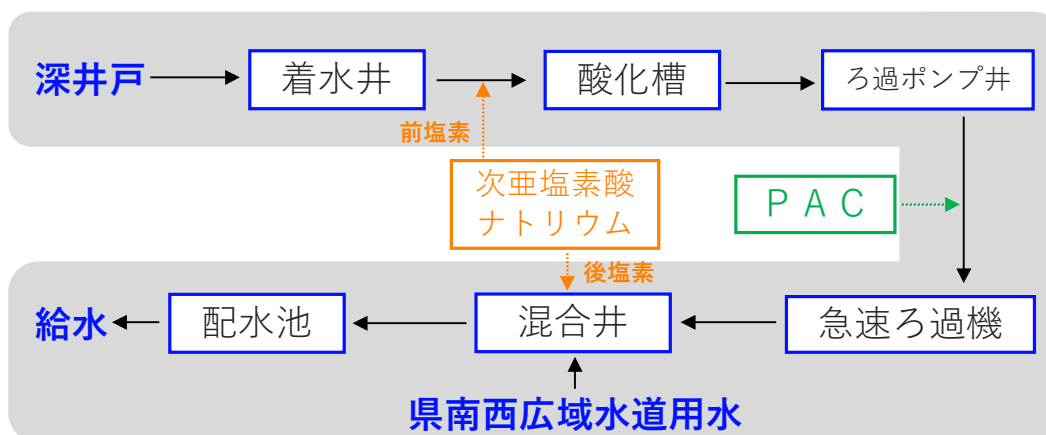 深井戸
着水井
酸化槽
ろ過ポンプ井
前塩素
次亜塩素酸
ナトリウム
ＰＡＣ
後塩素
給水
配水池
混合井
急速ろ過機
県南西広域水道用水